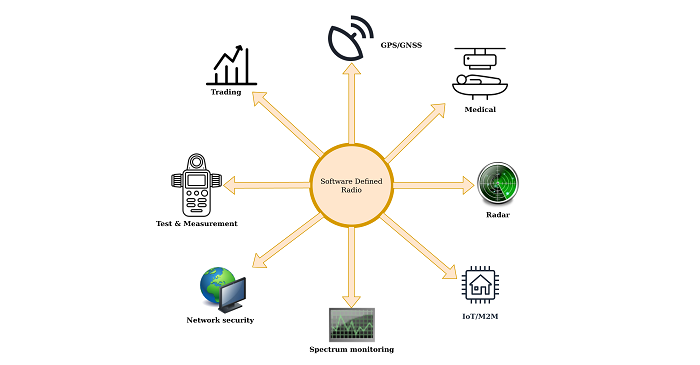 GPS/GNSS
Trading
Medical
Software Defined
Radio
Radar
Test & Measurement
IoT/M2M
Network security
Spectrum monitoring